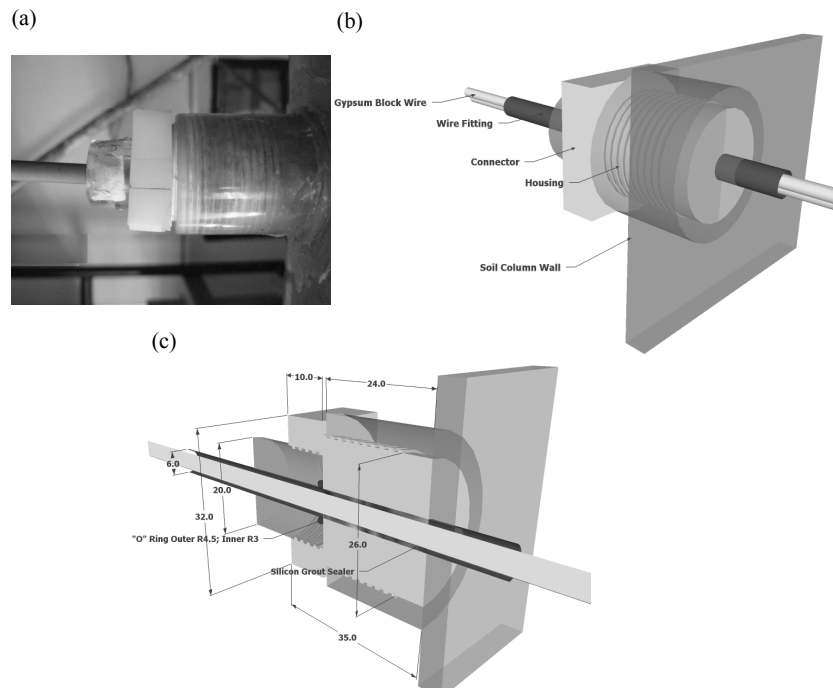 (a)
(b)
Gypsum Block Wire
Wire Fitting
Connector
Housing
Soil Column Wall
(c)
10.0
24.0
6.0
20.0
32.0
"O" Ring Outer R4.5; Inner R3
26.0
Silicon Grout Sealer
35.0